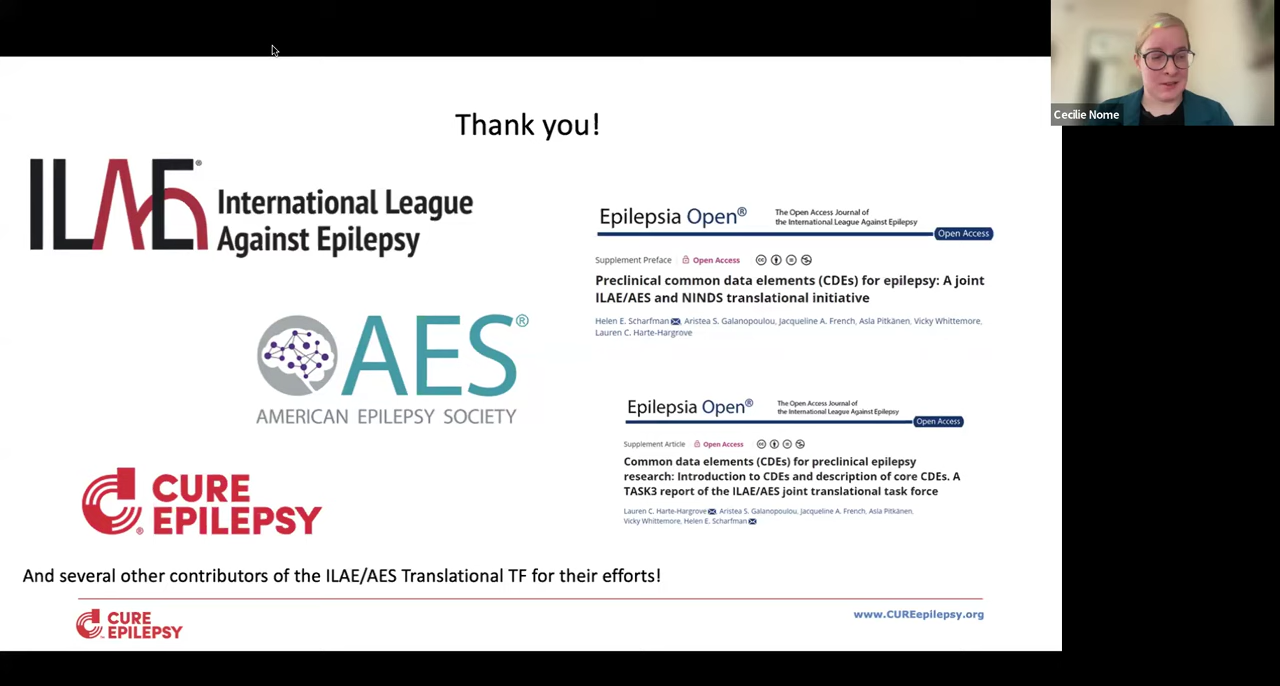 Cecilie Nome
Thank you!
ILAE®
International League
Against Epilepsy
AES®
AMERICAN EPILEPSY SOCIETY
CURE
EPILEPSY®
Epilepsia Open®
The Open Access Journal of
the International League Against Epilepsy
Open Access
Supplement Preface Open Access
Preclinical common data elements (CDEs) for epilepsy: A joint
ILAE/AES and NINDS translational initiative
Helen E. Scharfman, Aristea S. Galanopoulou, Jacqueline A. French, Asla Pitkänen, Vicky Whittemore,
Lauren C. Harte-Hargrove
Epilepsia Open®
The Open Access Journal of
the International League Against Epilepsy
Open Access
Supplement Article Open Access
Common data elements (CDEs) for preclinical epilepsy
research: Introduction to CDEs and description of core CDEs. A
TASK3 report of the ILAE/AES joint translational task force
Lauren C. Harte-Hargrove, Aristea S. Galanopoulou, Jacqueline A. French, Asla Pitkänen,
Vicky Whittemore, Helen E. Scharfman
And several other contributors of the ILAE/AES Translational TF for their efforts!
CURE
EPILEPSY
www.CUREepilepsy.org